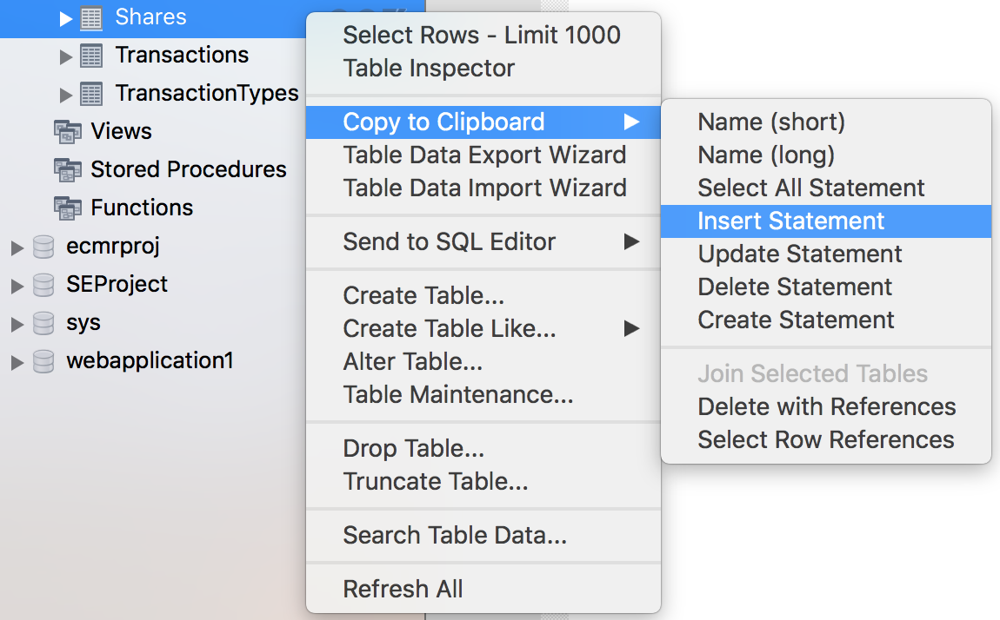 Shares
Transactions
TransactionTypes
Views
Stored Procedures
Functions
ecmrproj
SEProject
sys
webapplication1
Select Rows - Limit 1000
Table Inspector
Copy to Clipboard
Table Data Export Wizard
Table Data Import Wizard
Send to SQL Editor
Create Table...
Create Table Like...
Alter Table...
Table Maintenance...
Drop Table...
Truncate Table...
Search Table Data...
Refresh All
Name (short)
Name (long)
Select All Statement
Insert Statement
Update Statement
Delete Statement
Create Statement
Join Selected Tables
Delete with References
Select Row References